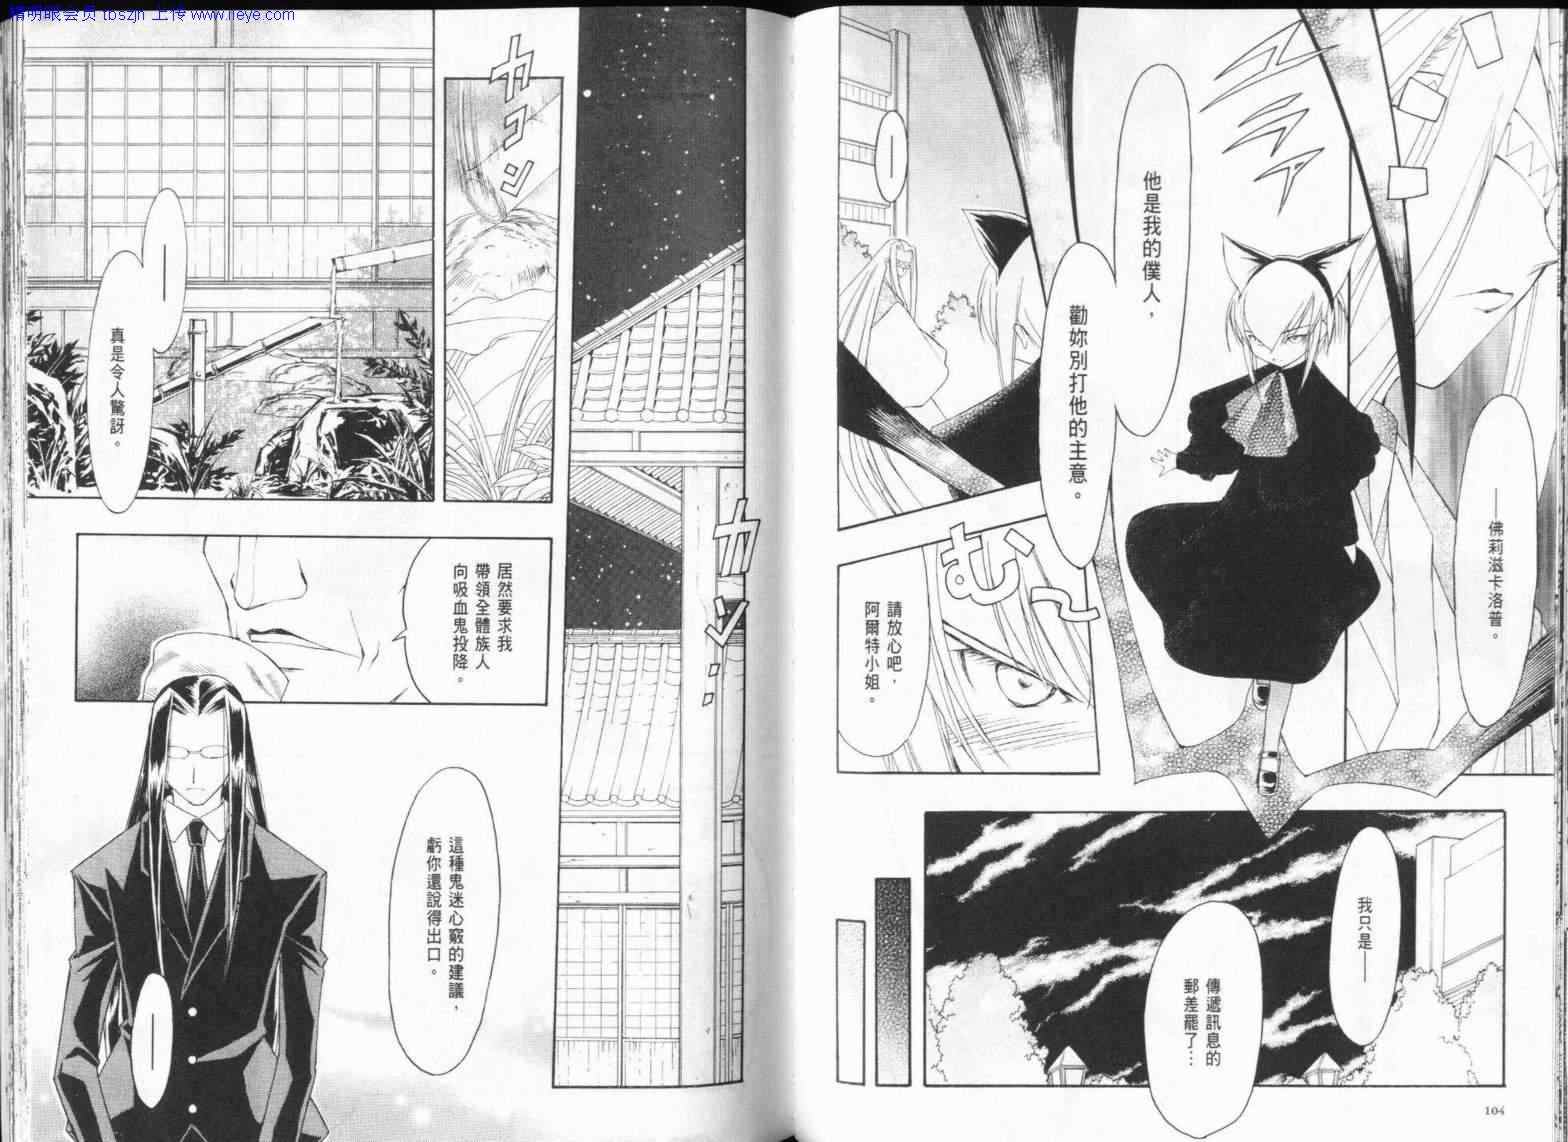 精明眼会员 tbszjn 上传 www.iieye.com
——佛莉滋卡洛普。
他是我的僕人，
勸妳別打他的主意。
——
む
請放心吧，
阿爾特小姐。
我只是——
傳遞訊息的
郵差罷了…
104
カコン
カコン…
——
真是令人驚訝。
居然要求我
帶領全體族人
向吸血鬼投降。
這種鬼迷心竅的建議，
虧你還說得出口。
——